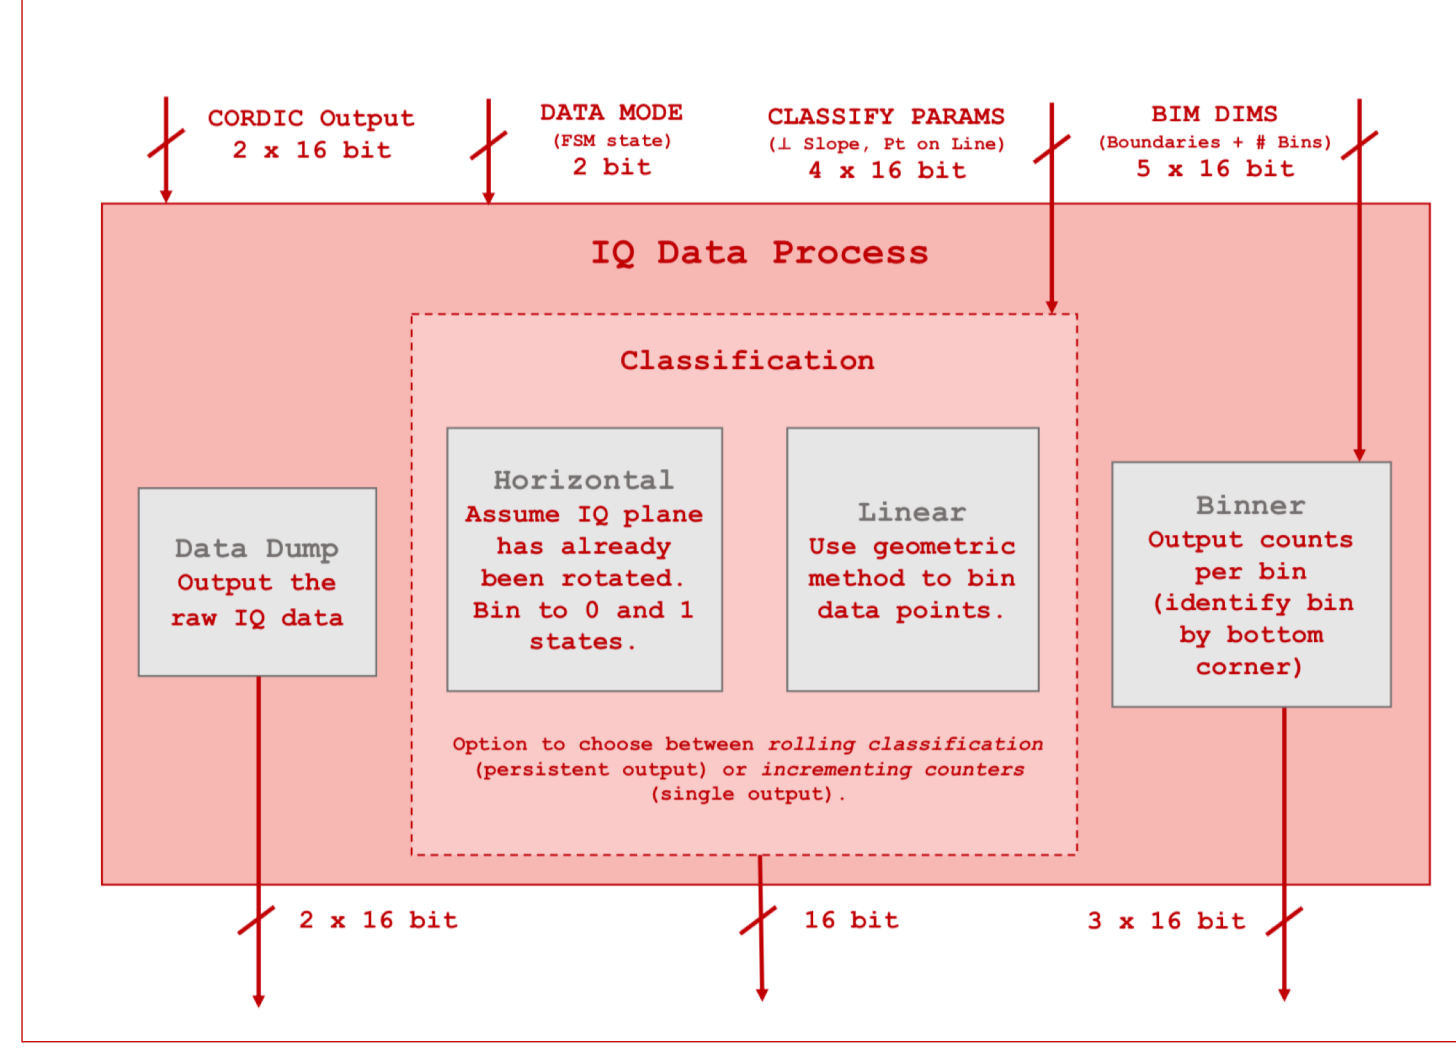 CORDIC Output
2 x 16 bit
DATA MODE
(FSM state)
2 bit
CLASSIFY PARAMS
(⊥ Slope, Pt on Line)
4 x 16 bit
BIM DIMS
(Boundaries + # Bins)
5 x 16 bit
IQ Data Process
Classification
Data Dump
Output the
raw IQ data
Horizontal
Assume IQ plane
has already
been rotated.
Bin to 0 and 1
states.
Linear
Use geometric
method to bin
data points.
Binner
Output counts
per bin
(identify bin
by bottom
corner)
Option to choose between rolling classification
(persistent output) or incrementing counters
(single output).
2 x 16 bit
16 bit
3 x 16 bit